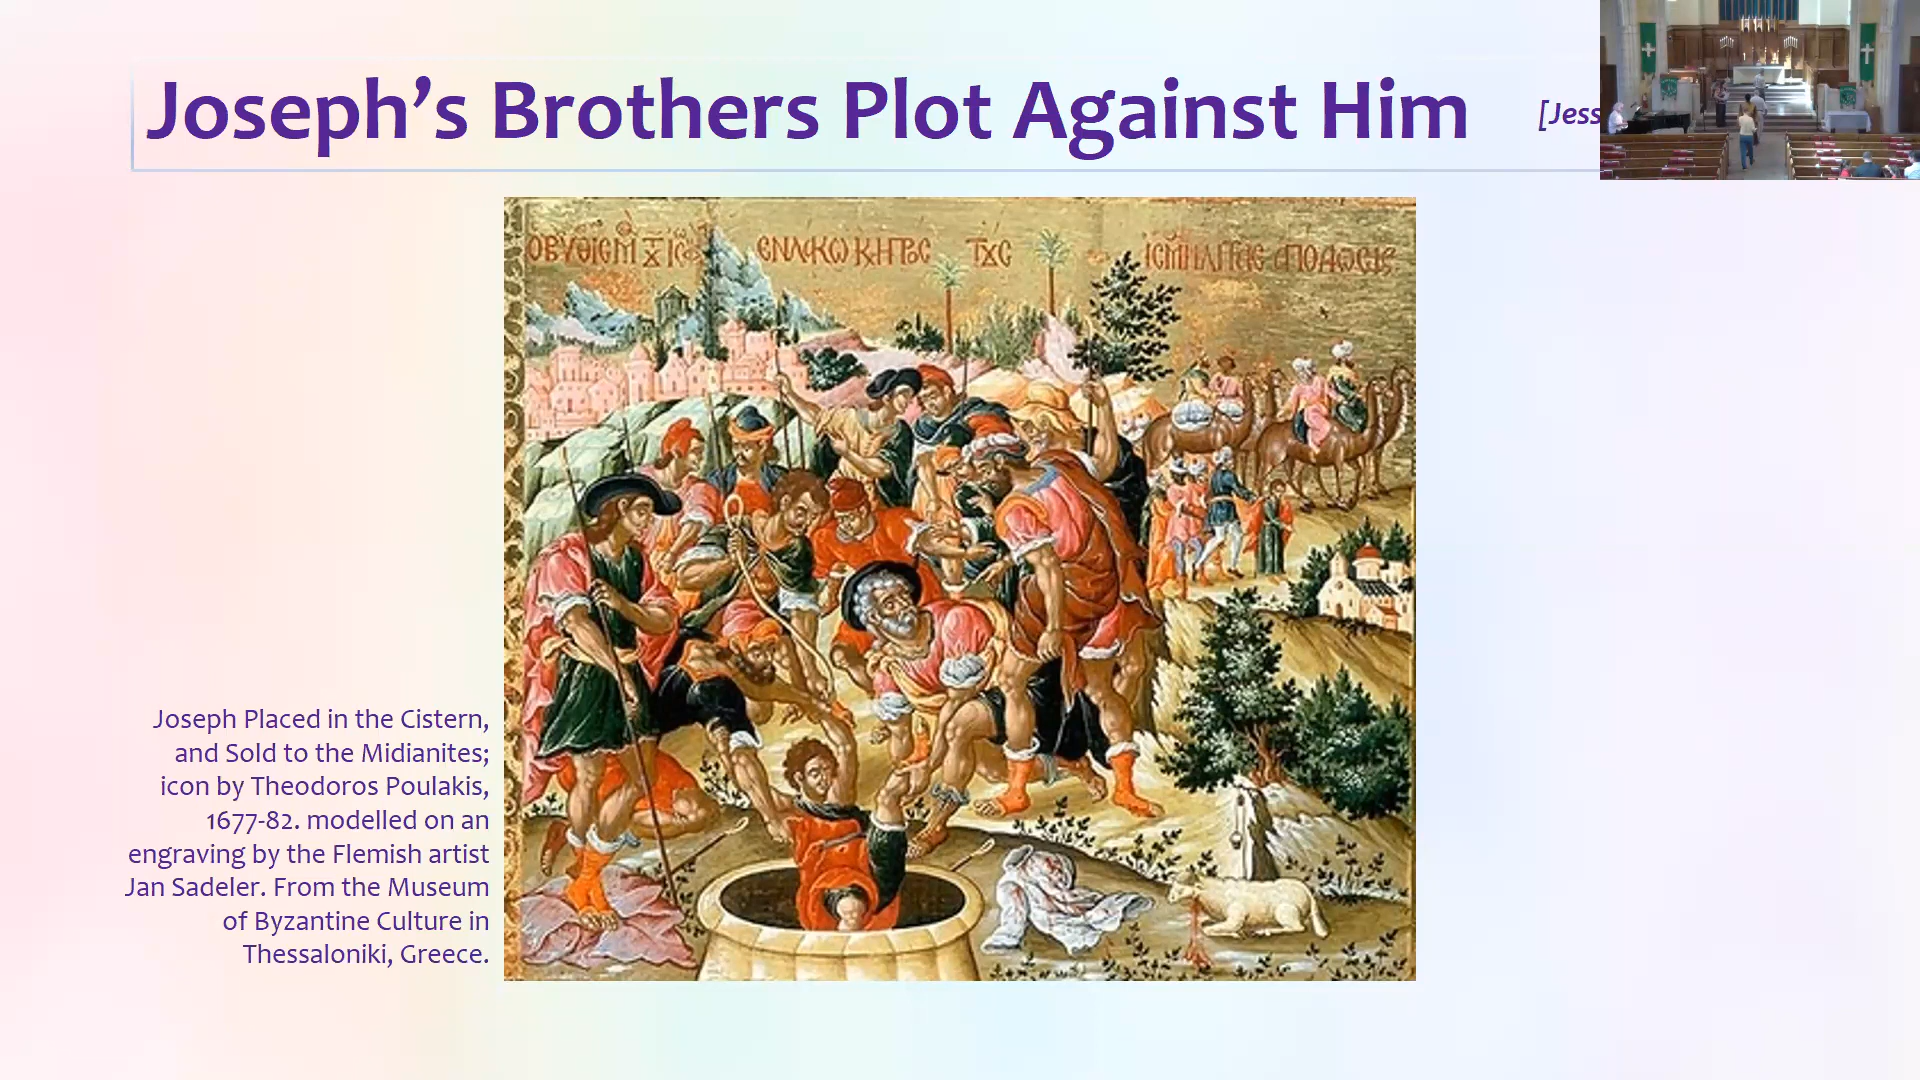 Joseph’s Brothers Plot Against Him
[Jess
Joseph Placed in the Cistern,
and Sold to the Midianites;
icon by Theodoros Poulakis,
1677-82. modelled on an
engraving by the Flemish artist
Jan Sadeler. From the Museum
of Byzantine Culture in
Thessaloniki, Greece.